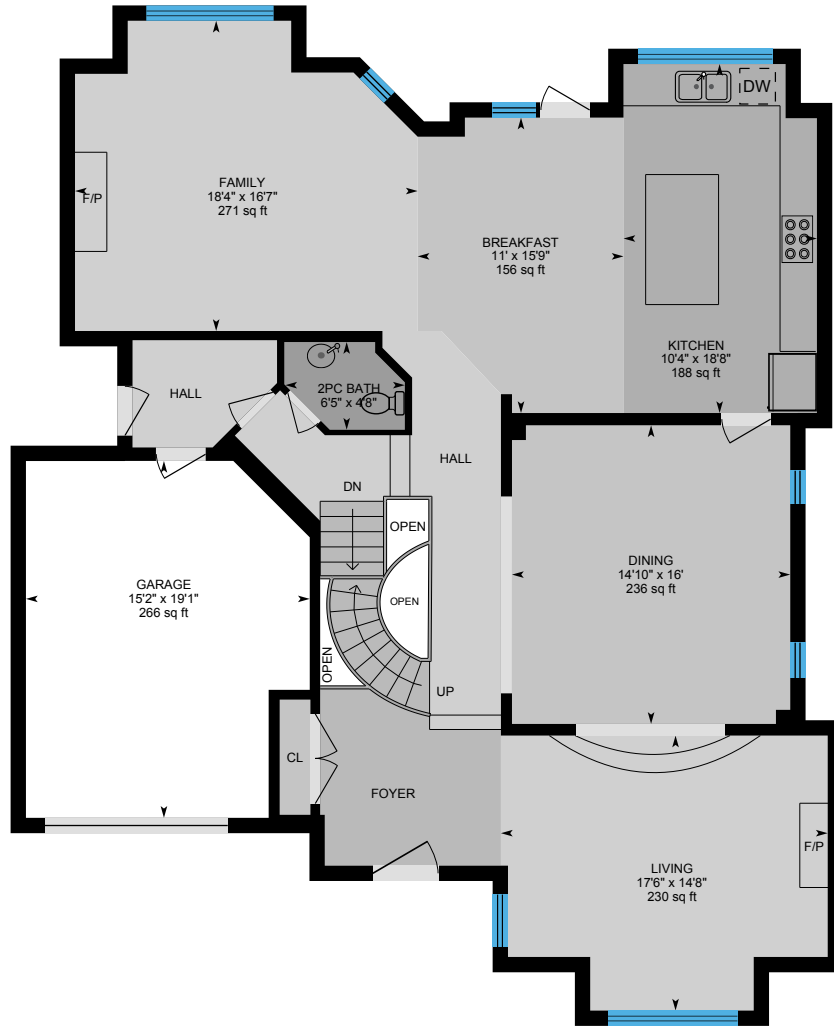 DW
FAMILY
18'4" x 16'7"
271 sq ft
F/P
BREAKFAST
11' x 15'9"
156 sq ft
KITCHEN
10'4" x 18'8"
188 sq ft
HALL
2PC BATH
6'5" x 4'8"
HALL
DN
OPEN
GARAGE
15'2" x 19'1"
266 sq ft
OPEN
DINING
14'10" x 16'
236 sq ft
OPEN
UP
CL
FOYER
F/P
LIVING
17'6" x 14'8"
230 sq ft